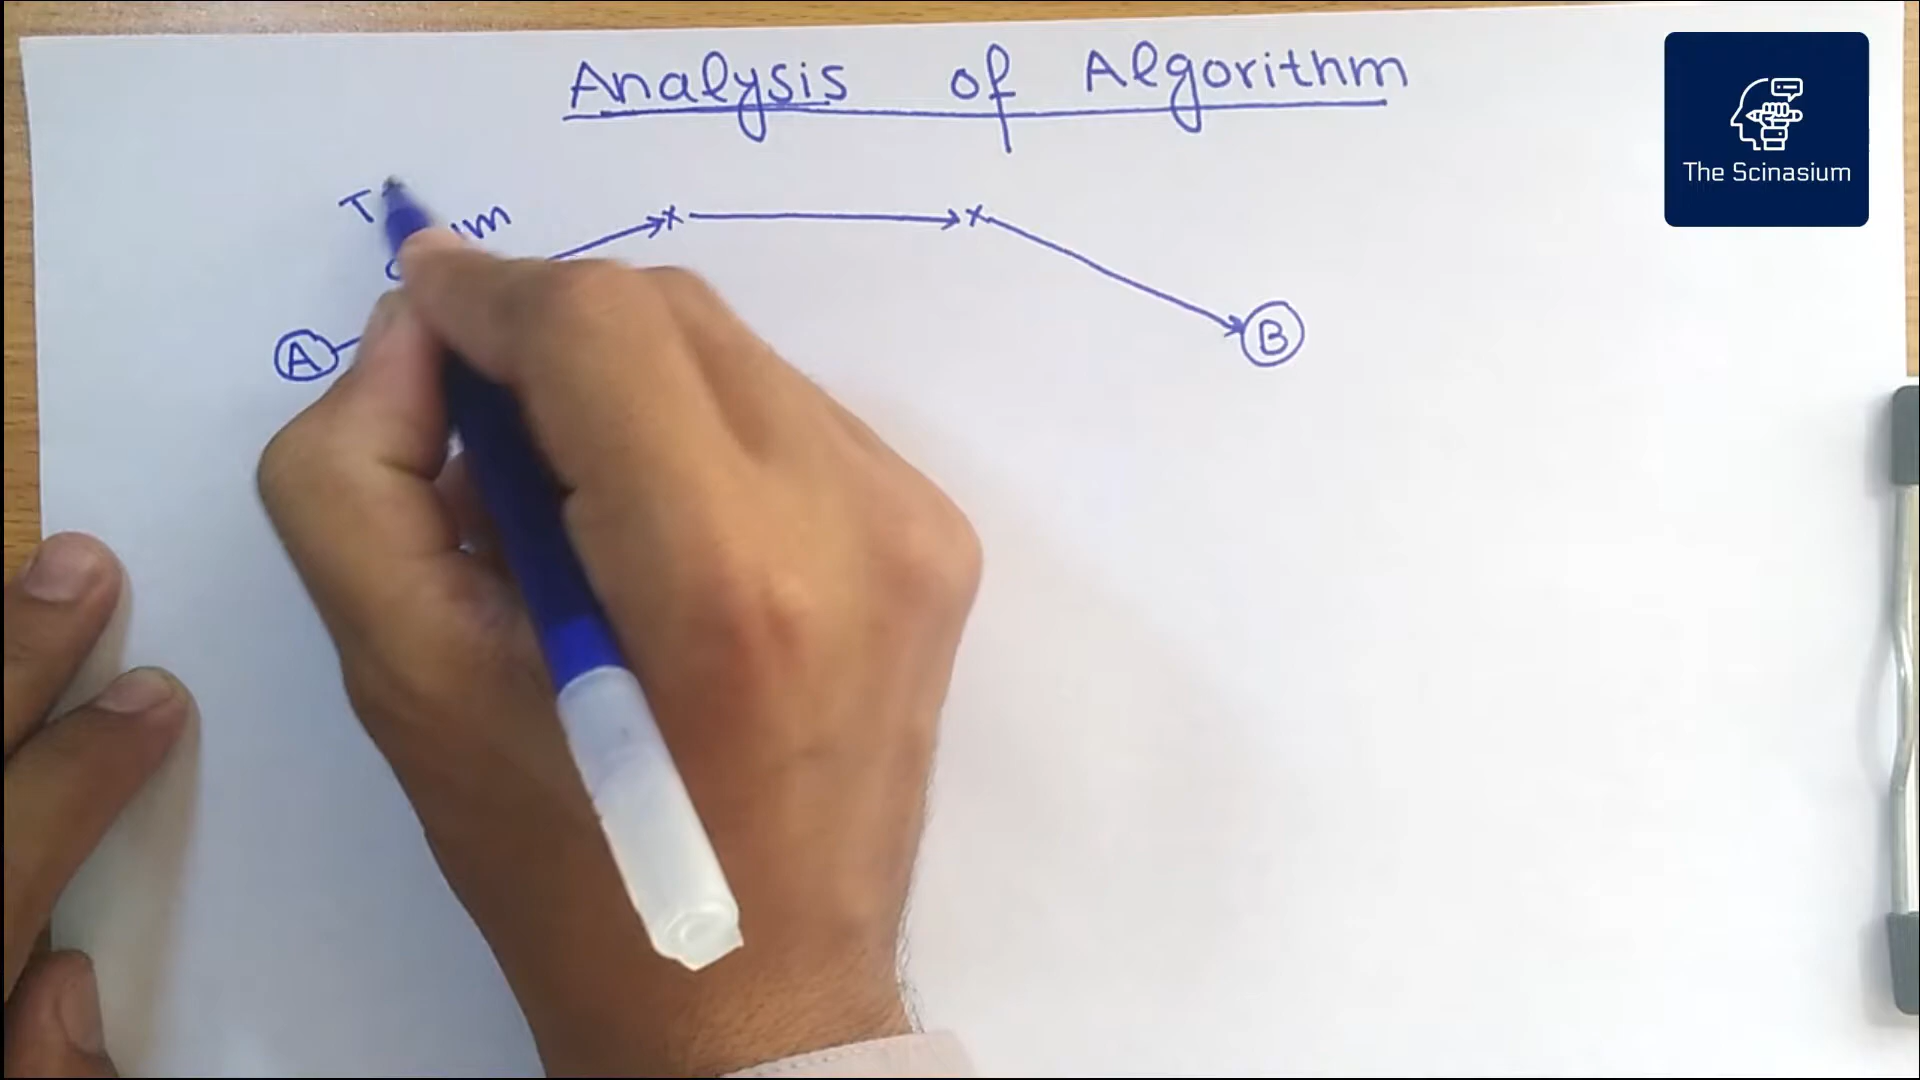 Analysis of Algorithm
The Scinasium
T
A
B